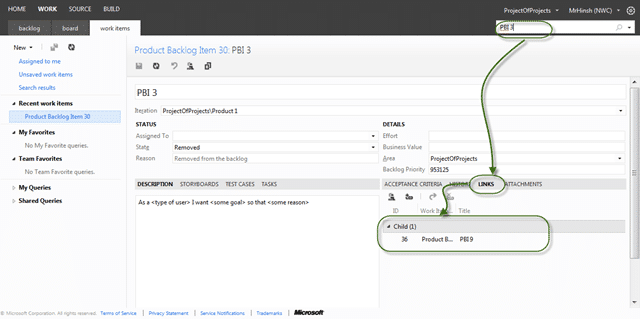 HOME WORK SOURCE BUILD ProjectOfProjects MrHinsh (NWC)
backlog board work items PBI 3
New Product Backlog Item 30: PBI 3
Assigned to me
Unsaved work items
Search results
PBI 3
Recent work items
Iteration ProjectOfProjects\Product 1
Product Backlog Item 30
STATUS DETAILS
My Favorites Assigned To Effort
No My Favorite queries. State Removed Business Value
Team Favorites Reason Removed from the backlog Area ProjectOfProjects
No Team Favorite queries. Backlog Priority 953125
My Queries DESCRIPTION STORYBOARDS TEST CASES TASKS ACCEPTANCE CRITERIA LINKS ATTACHMENTS
Shared Queries
As a <type of user> I want <some goal> so that <some reason>
ID Work Title
Child (1)
36 Product B... PBI 9
© Microsoft Corporation. All rights reserved. Terms of Service Privacy Statement Service Notifications Trademarks Microsoft